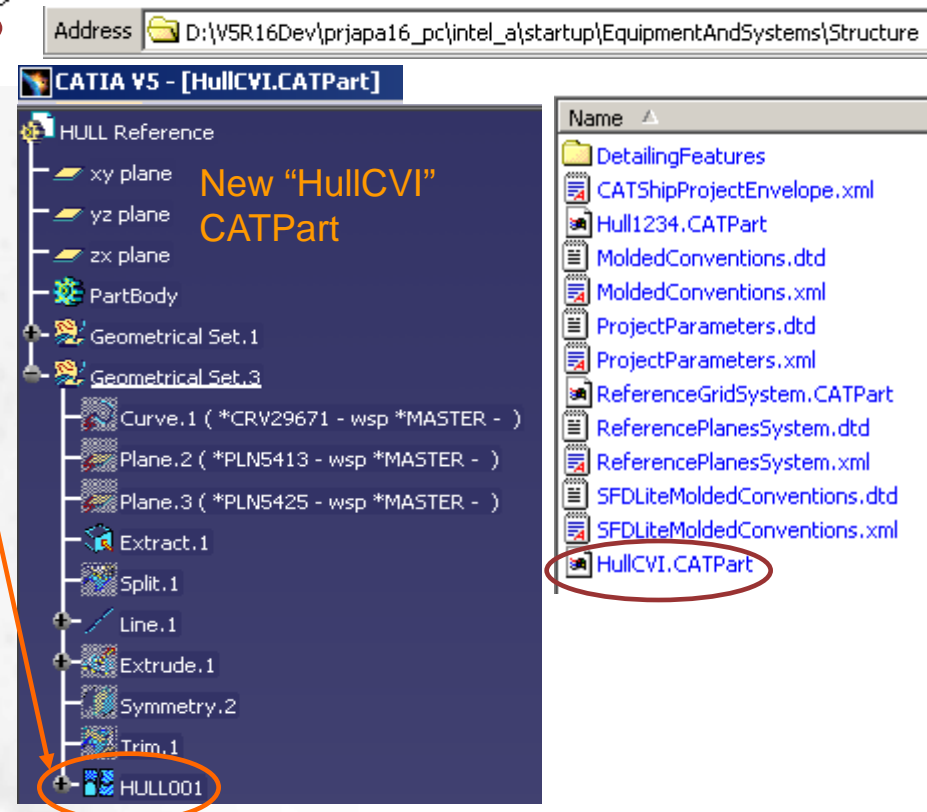 Address D:\V5R16Dev\prjapa16_pc\intel_a\startup\EquipmentAndSystems\Structure
CATIA V5 - [HullCVI.CATPart]
HULL Reference
xy plane
yz plane
zx plane
PartBody
Geometrical Set.1
Geometrical Set.3
Curve.1 ( *CRV29671 - wsp *MASTER - )
Plane.2 ( *PLN5413 - wsp *MASTER - )
Plane.3 ( *PLN5425 - wsp *MASTER - )
Extract.1
Split.1
Line.1
Extrude.1
Symmetry.2
Trim.1
HULL001
New “HullCVI”
CATPart
Name
DetailingFeatures
CATShipProjectEnvelope.xml
Hull1234.CATPart
MoldedConventions.dtd
MoldedConventions.xml
ProjectParameters.dtd
ProjectParameters.xml
ReferenceGridSystem.CATPart
ReferencePlanesSystem.dtd
ReferencePlanesSystem.xml
SFDLiteMoldedConventions.dtd
SFDLiteMoldedConventions.xml
HullCVI.CATPart